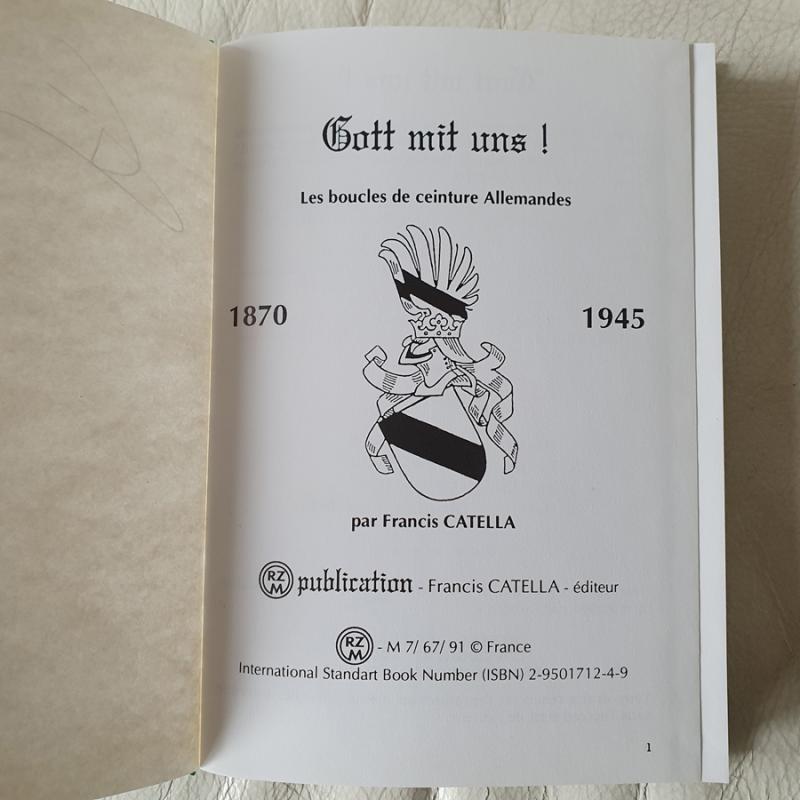 Gott mit uns !
Les boucles de ceinture Allemandes
1870 1945
par Francis CATELLA
RZM publication - Francis CATELLA - éditeur
RZM - M 7/ 67/ 91 © France
International Standart Book Number (ISBN) 2-9501712-4-9
1